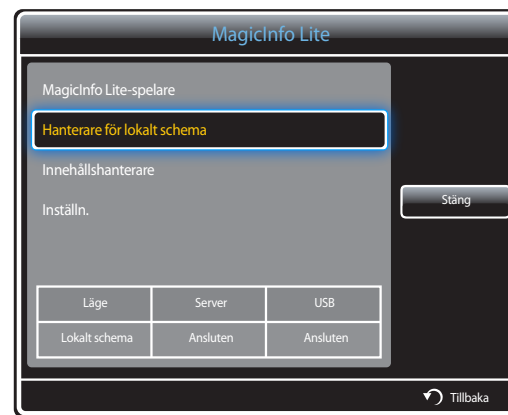 MagicInfo Lite
MagicInfo Lite-spelare
Hanterare för lokalt schema
Innehållshanterare
Inställn.
Stäng
Läge Server USB
Lokalt schema Ansluten Ansluten
Tillbaka